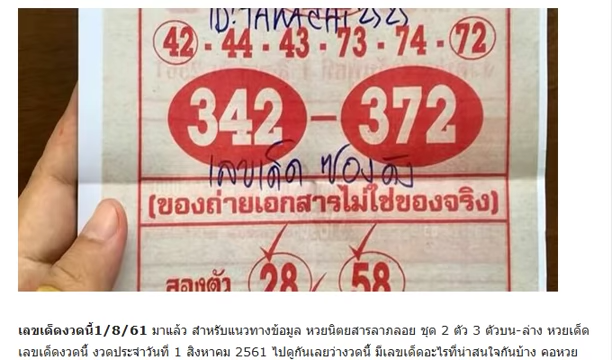 42 - 44 - 43 - 73 - 74 - 72
342 - 372
เลขเด็ด ซองดัง
(ของถ่ายเอกสารไม่ใช่ของจริง)
สองตัว 28 58
เลขเด็ดงวดนี้1/8/61 มาแล้ว สำหรับแนวทางข้อมูล หวยนิตยสารลาภลอย ชุด 2 ตัว 3 ตัวบน-ล่าง หวยเด็ด
เลขเด็ดงวดนี้ งวดประจำวันที่ 1 สิงหาคม 2561 ไปดูกันเลยว่างวดนี้ มีเลขเด็ดอะไรที่น่าสนใจกันบ้าง คอหวย